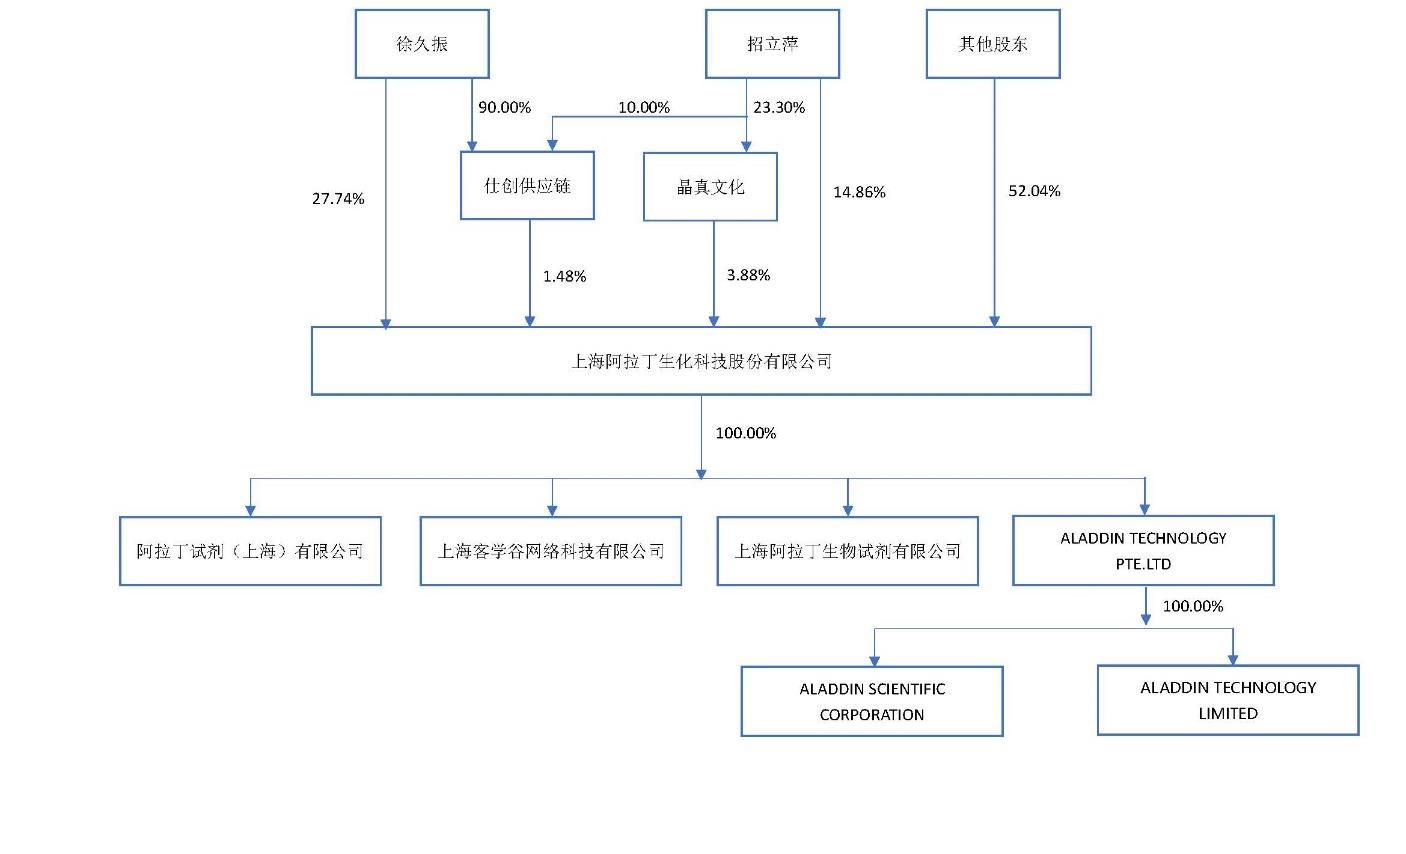 徐久振
招立萍
其他股东
90.00%
10.00%
23.30%
仕创供应链
晶真文化
27.74%
14.86%
52.04%
1.48%
3.88%
上海阿拉丁生化科技股份有限公司
100.00%
阿拉丁试剂（上海）有限公司
上海客学谷网络科技有限公司
上海阿拉丁生物试剂有限公司
ALADDIN TECHNOLOGY
PTE.LTD
100.00%
ALADDIN SCIENTIFIC
CORPORATION
ALADDIN TECHNOLOGY
LIMITED